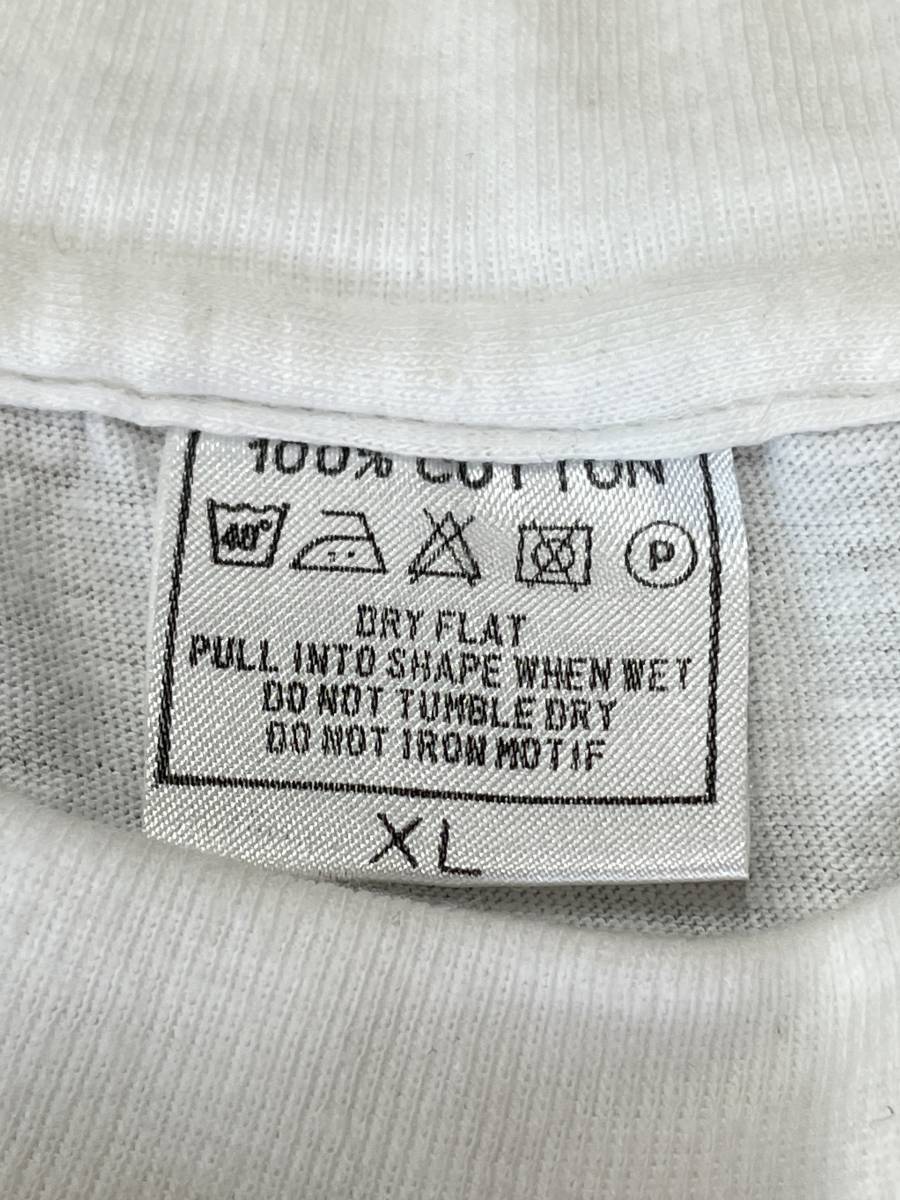 100% COTTON
40°
P
DRY FLAT
PULL INTO SHAPE WHEN WET
DO NOT TUMBLE DRY
DO NOT IRON MOTIF
XL